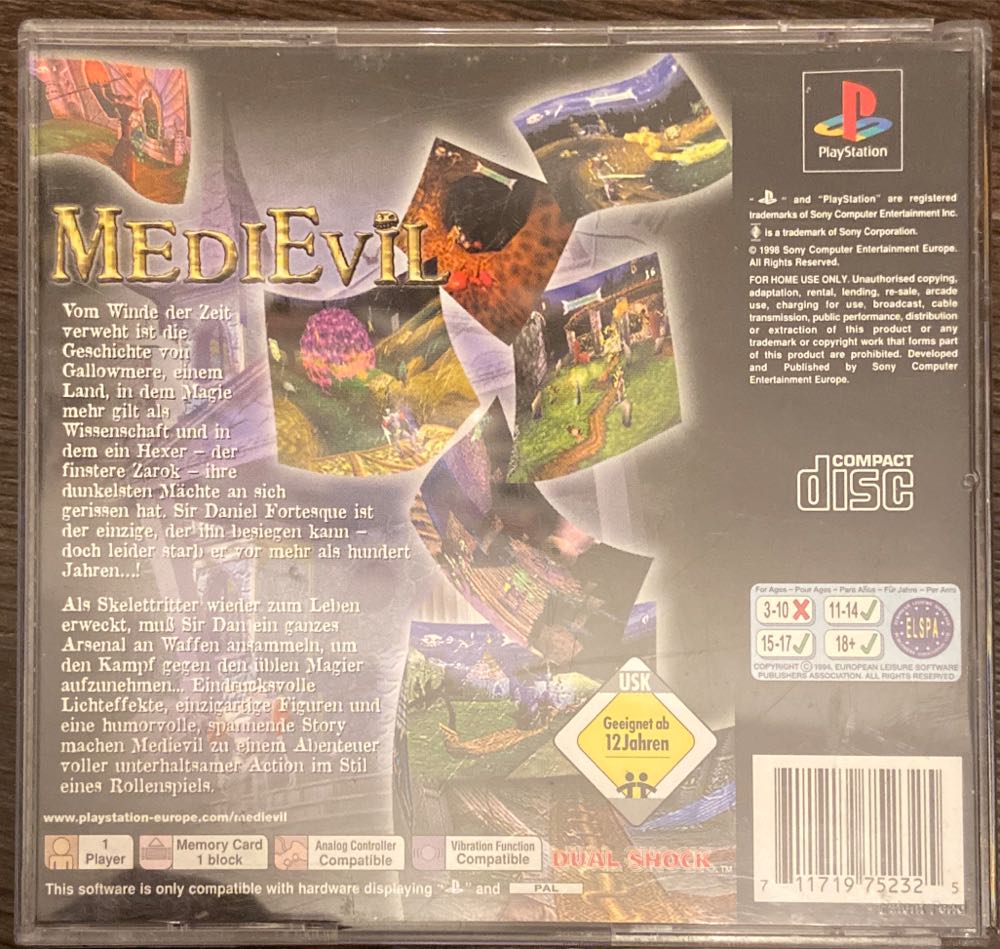 MEDIEVIL
Vom Winde der Zeit
verweht ist die
Geschichte von
Gallowmere, einem
Land, in dem Magie
mehr gilt als
Wissenschaft und in
dem ein Hexer – der
finstere Zarok – ihre
dunkelsten Mächte an sich
gerissen hat. Sir Daniel Fortesque ist
der einzige, der ihn besiegen kann –
doch leider starb er vor mehr als hundert
Jahren...!
Als Skelettritter wieder zum Leben
erweckt, muß Sir Dan ein ganzes
Arsenal an Waffen ansammeln, um
den Kampf gegen den üblen Magier
aufzunehmen... Eindrucksvolle
Lichteffekte, einzigartige Figuren und
eine humorvolle, spannende Story
machen Medievil zu einem Abenteuer
voller unterhaltsamer Action im Stil
eines Rollenspiels.
www.playstation-europe.com/medievil
1
Player
Memory Card
1 block
Analog Controller
Compatible
Vibration Function
Compatible
DUAL SHOCK™
This software is only compatible with hardware displaying " " and PAL
16
USK
Geeignet ab
12 Jahren
PlayStation
" " and "PlayStation" are registered
trademarks of Sony Computer Entertainment Inc.
is a trademark of Sony Corporation.
© 1998 Sony Computer Entertainment Europe.
All Rights Reserved.
FOR HOME USE ONLY. Unauthorised copying,
adaptation, rental, lending, re-sale, arcade
use, charging for use, broadcast, cable
transmission, public performance, distribution
or extraction of this product or any
trademark or copyright work that forms part
of this product are prohibited. Developed
and Published by Sony Computer
Entertainment Europe.
COMPACT
disc
For Ages – Pour Ages – Para Años – Für Jahre – Per Anni
3-10 11-14
15-17 18+
ELSPA
COPYRIGHT © 1994, EUROPEAN LEISURE SOFTWARE
PUBLISHERS ASSOCIATION. ALL RIGHTS RESERVED
7 11719 75232 5